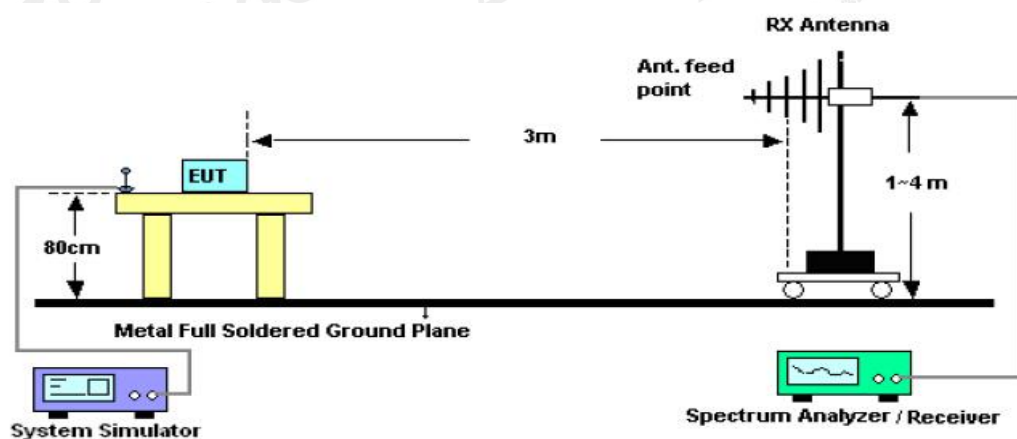 RX Antenna
Ant. feed
point
3m
EUT
1~4 m
80cm
Metal Full Soldered Ground Plane
System Simulator
Spectrum Analyzer / Receiver